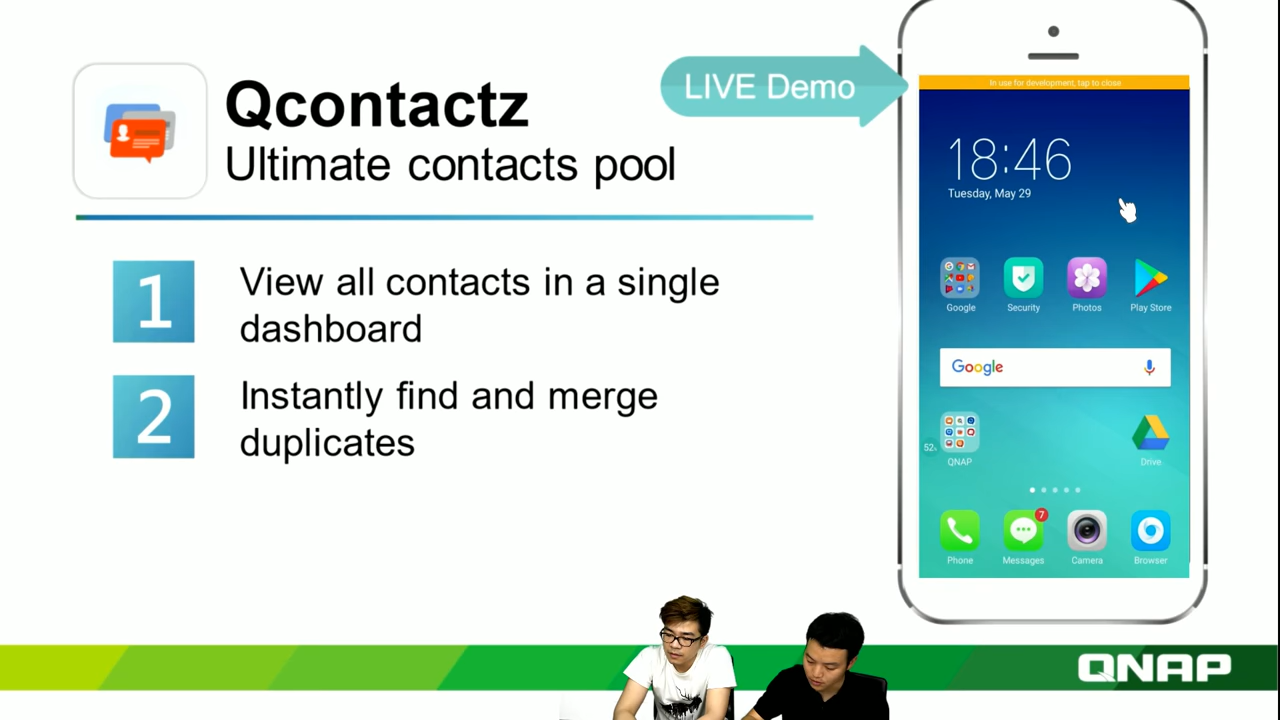 Qcontactz
Ultimate contacts pool
LIVE Demo
1
View all contacts in a single
dashboard
2
Instantly find and merge
duplicates
In use for development, tap to close.
18:46
Tuesday, May 29
Google
Security
Photos
Play Store
Google
52%
QNAP
Drive
7
Phone
Messages
Camera
Browser
QNAP